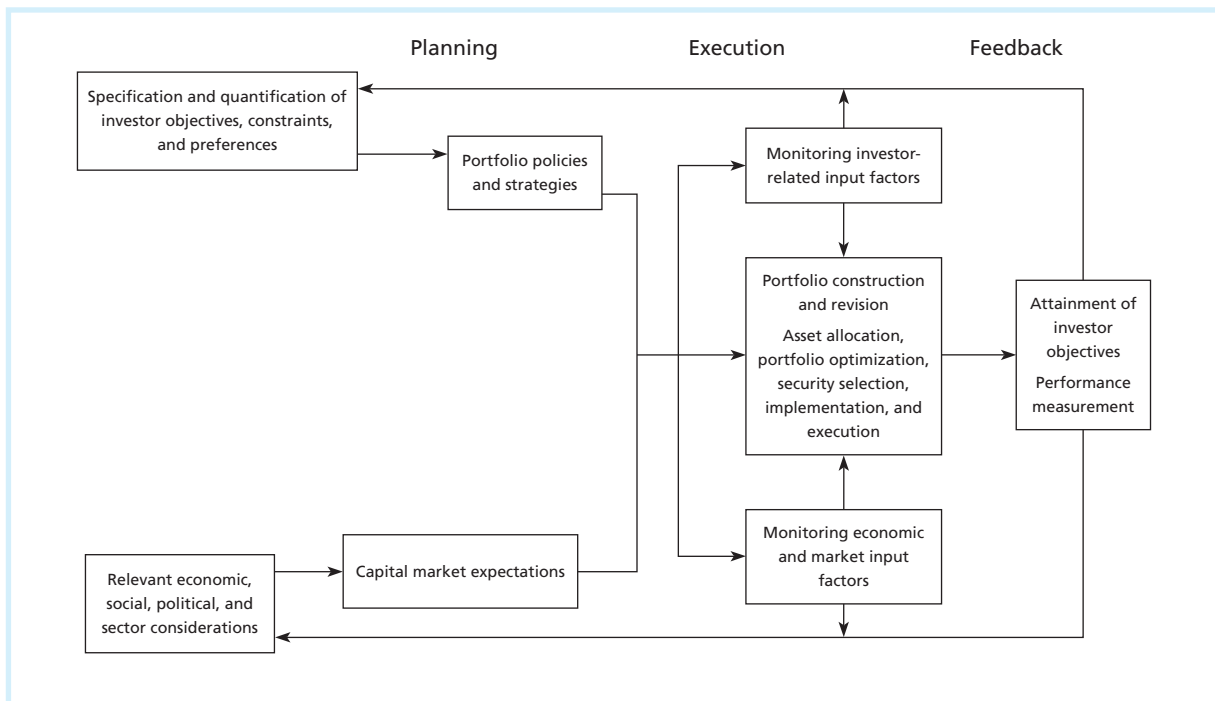 Planning
Execution
Feedback
Specification and quantification of
investor objectives, constraints,
and preferences
Portfolio policies
and strategies
Monitoring investor-
related input factors
Portfolio construction
and revision
Asset allocation,
portfolio optimization,
security selection,
implementation, and
execution
Attainment of
investor
objectives
Performance
measurement
Relevant economic,
social, political, and
sector considerations
Capital market expectations
Monitoring economic
and market input
factors